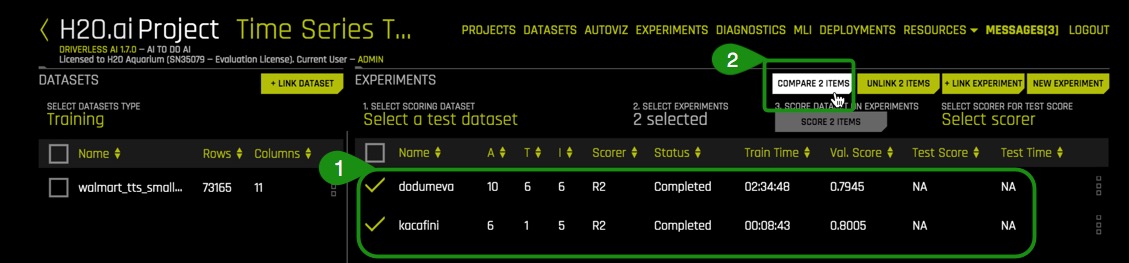 H2O.ai Project Time Series T...
PROJECTS DATASETS AUTOVIZ EXPERIMENTS DIAGNOSTICS MLI DEPLOYMENTS RESOURCES MESSAGES[3] LOGOUT
DRIVERLESS AI 1.7.0 – AI TO DO AI
Licensed to H2O Aquarium (SN35079 – Evaluation License). Current User – ADMIN
2
DATASETS
+ LINK DATASET
EXPERIMENTS
COMPARE 2 ITEMS
UNLINK 2 ITEMS
+ LINK EXPERIMENT
NEW EXPERIMENT
SELECT DATASETS TYPE
Training
1. SELECT SCORING DATASET
Select a test dataset
2. SELECT EXPERIMENTS
2 selected
3. SCORE DATASET ON EXPERIMENTS
SCORE 2 ITEMS
SELECT SCORER FOR TEST SCORE
Select scorer
Name Rows Columns
walmart_tts_small... 73165 11
1
Name A T I Scorer Status Train Time Val. Score Test Score Test Time
dodumeva 10 6 6 R2 Completed 02:34:48 0.7945 NA NA
kacafini 6 1 5 R2 Completed 00:08:43 0.8005 NA NA